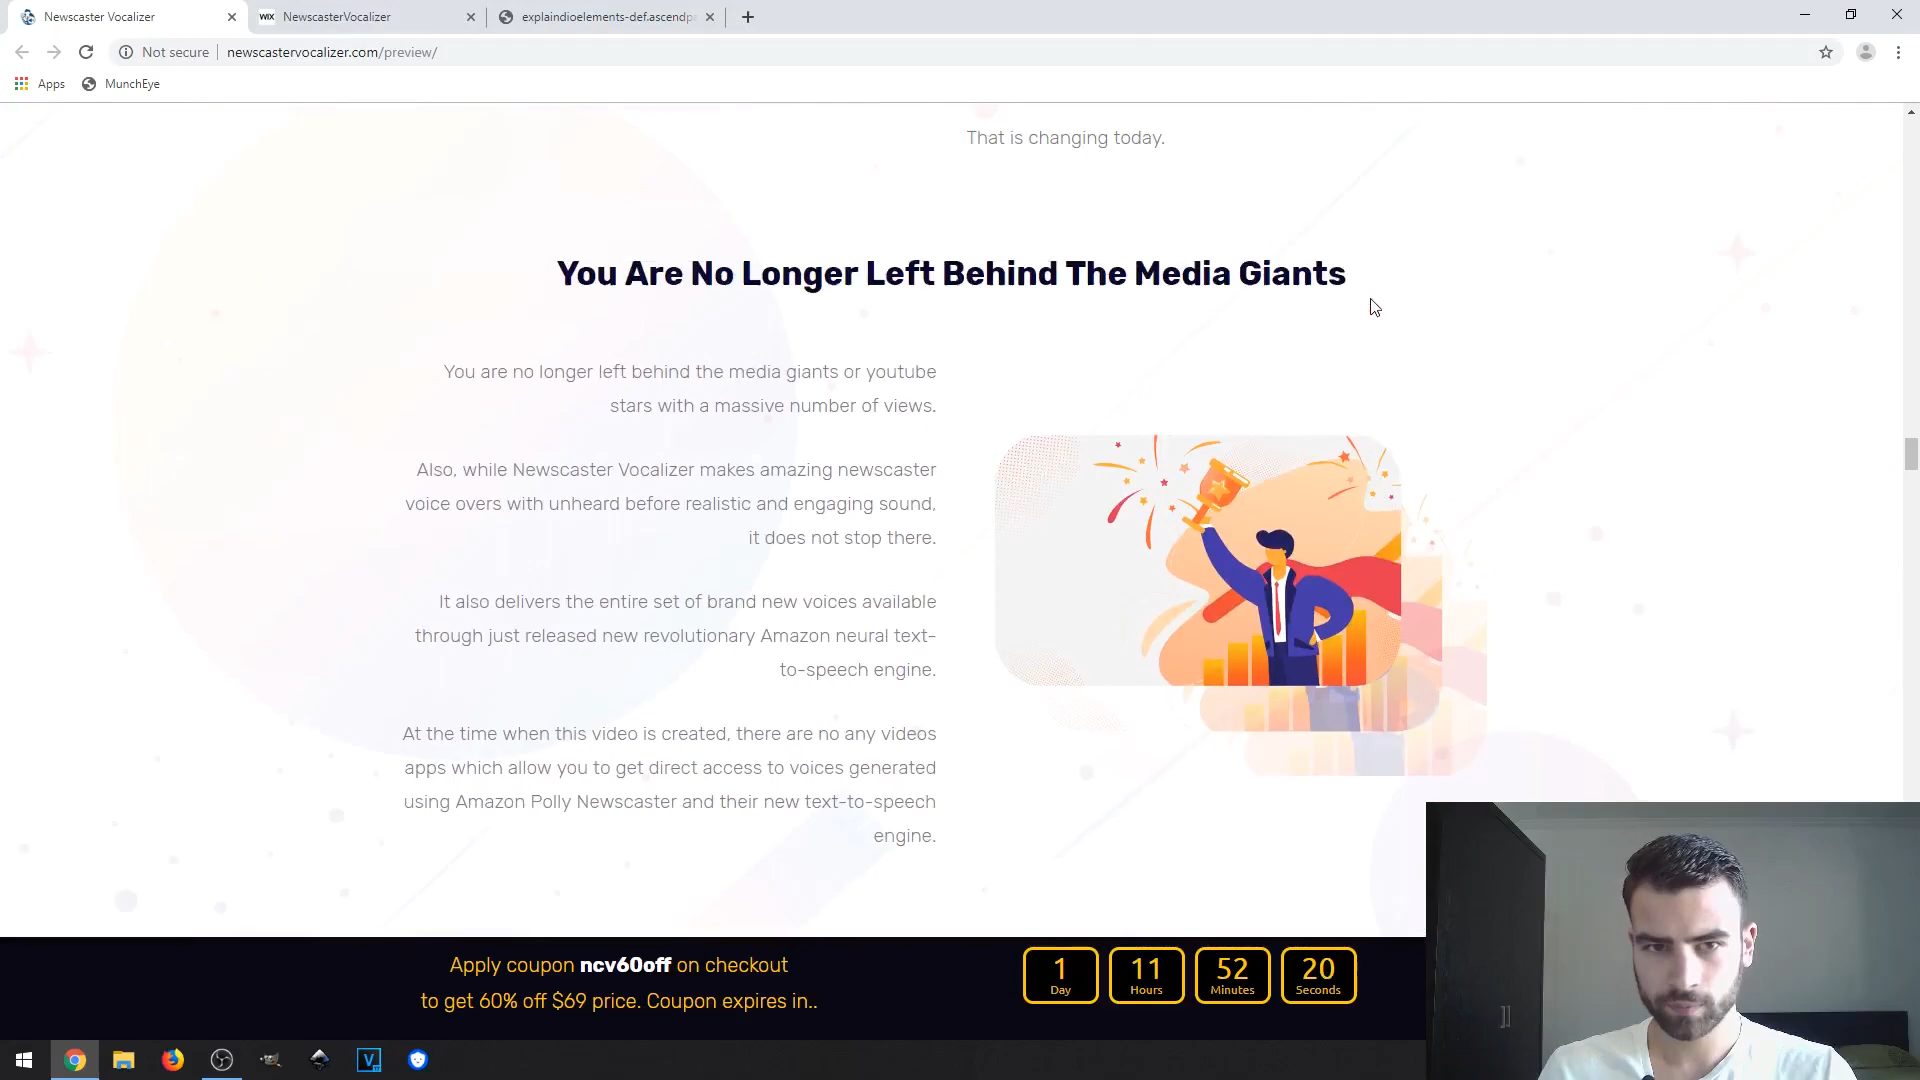 Newscaster Vocalizer
WIX NewscasterVocalizer
explaindioelements-def.ascendp
Not secure newscastervocalizer.com/preview/
Apps MunchEye
That is changing today.
You Are No Longer Left Behind The Media Giants
You are no longer left behind the media giants or youtube
stars with a massive number of views.
Also, while Newscaster Vocalizer makes amazing newscaster
voice overs with unheard before realistic and engaging sound,
it does not stop there.
It also delivers the entire set of brand new voices available
through just released new revolutionary Amazon neural text-
to-speech engine.
At the time when this video is created, there are no any videos
apps which allow you to get direct access to voices generated
using Amazon Polly Newscaster and their new text-to-speech
engine.
Apply coupon ncv60off on checkout
to get 60% off $69 price. Coupon expires in..
1 11 52 20
Day Hours Minutes Seconds
V